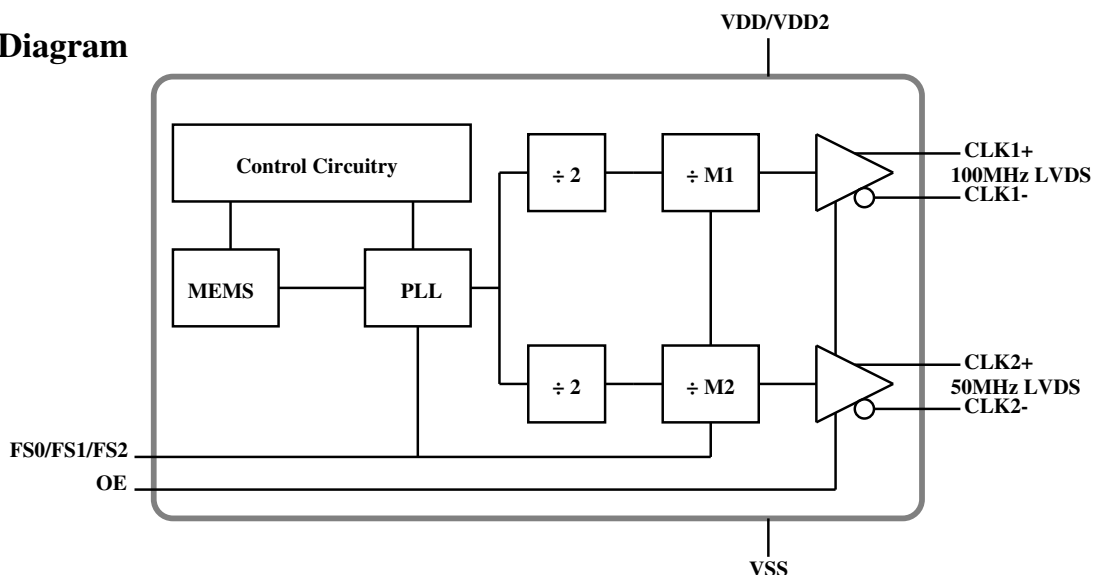 VDD/VDD2
Diagram
Control Circuitry
÷ 2
÷ M1
CLK1+
100MHz LVDS
CLK1-
MEMS
PLL
÷ 2
÷ M2
CLK2+
50MHz LVDS
CLK2-
FS0/FS1/FS2
OE
VSS